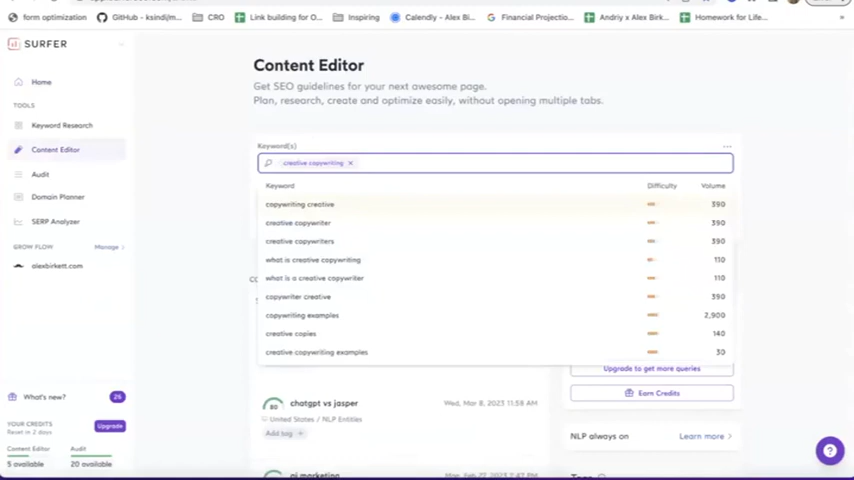 form optimization
GitHub - ksindi/m...
CRO
Link building for O...
Inspiring
Calendly - Alex Bi...
Financial Projectio...
Andriy x Alex Birk...
Homework for Life...
SURFER
Home
TOOLS
Keyword Research
Content Editor
Audit
Domain Planner
SERP Analyzer
GROW FLOW
Manage
alexbirkett.com
What's new?
25
YOUR CREDITS
Reset in 2 days
Upgrade
Content Editor
Audit
5 available
20 available
Content Editor
Get SEO guidelines for your next awesome page.
Plan, research, create and optimize easily, without opening multiple tabs.
Keyword(s)
creative copywriting ×
Keyword Difficulty Volume
copywriting creative 390
creative copywriter 390
creative copywriters 390
what is creative copywriting 110
what is a creative copywriter 110
copywriter creative 390
copywriting examples 2,900
creative copies 140
creative copywriting examples 30
Upgrade to get more queries
Earn Credits
80
chatgpt vs jasper
Wed, Mar 8, 2023 11:58 AM
United States / NLP Entities
Add tag +
NLP always on
Learn more
ai marketing
?